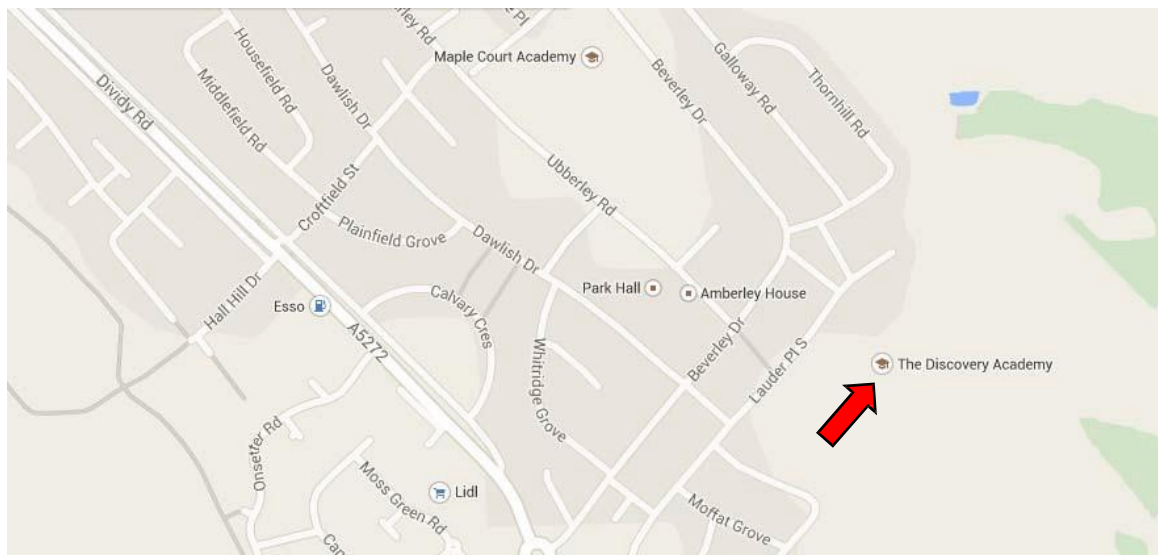 Maple Court Academy
Housefield Rd
Middlefield Rd
Dawlish Dr
Dividy Rd
Galloway Rd
Beverley Dr
Thornhill Rd
Ubberley Rd
Croftfield St
Plainfield Grove
Dawlish Dr
Hall Hill Dr
Esso
A5272
Calvary Cres
Park Hall
Amberley House
Whitridge Grove
Beverley Dr
Lauder Pl S
The Discovery Academy
Onsetter Rd
Moss Green Rd
Lidl
Moffat Grove